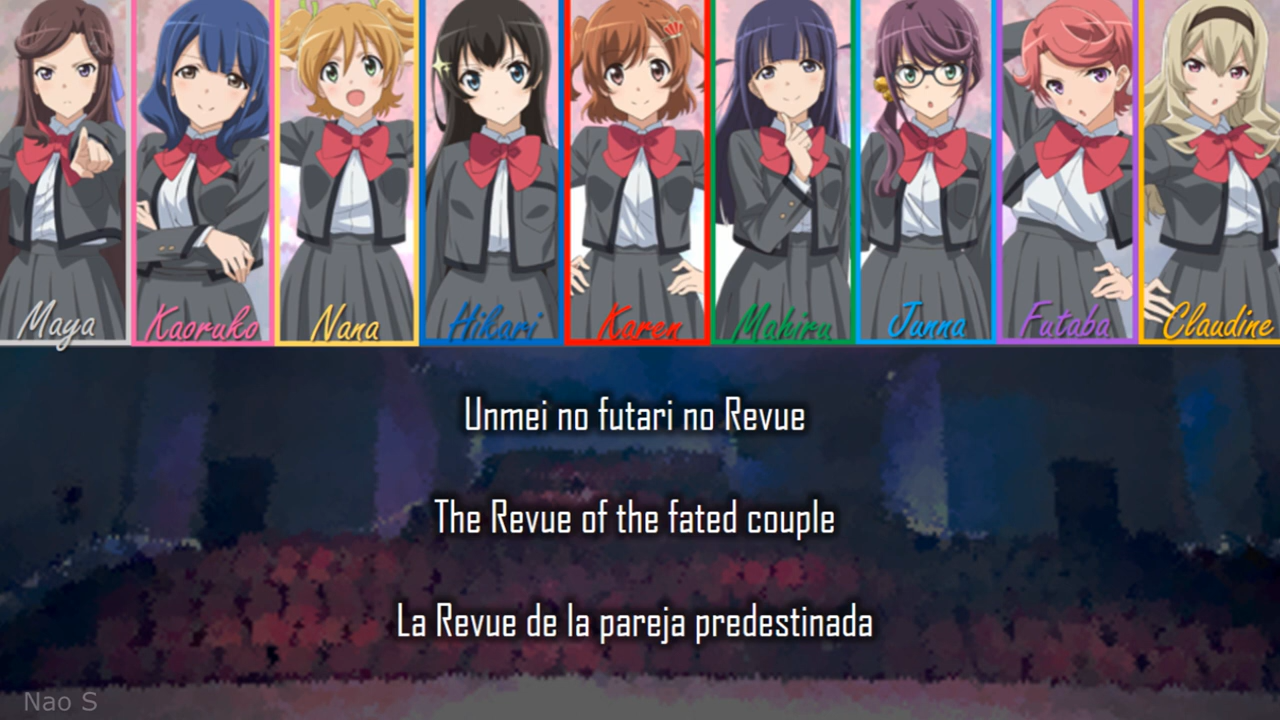 Maya
Kaoruko
Nana
Hikari
Karen
Mahiru
Junna
Futaba
Claudine
Unmei no futari no Revue
The Revue of the fated couple
La Revue de la pareja predestinada
Nao S